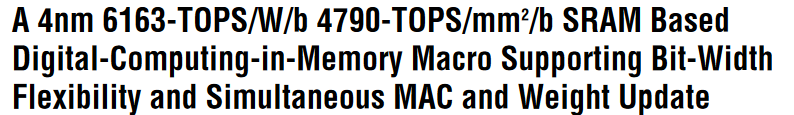 A 4nm 6163-TOPS/W/b 4790-TOPS/mm²/b SRAM Based
Digital-Computing-in-Memory Macro Supporting Bit-Width
Flexibility and Simultaneous MAC and Weight Update